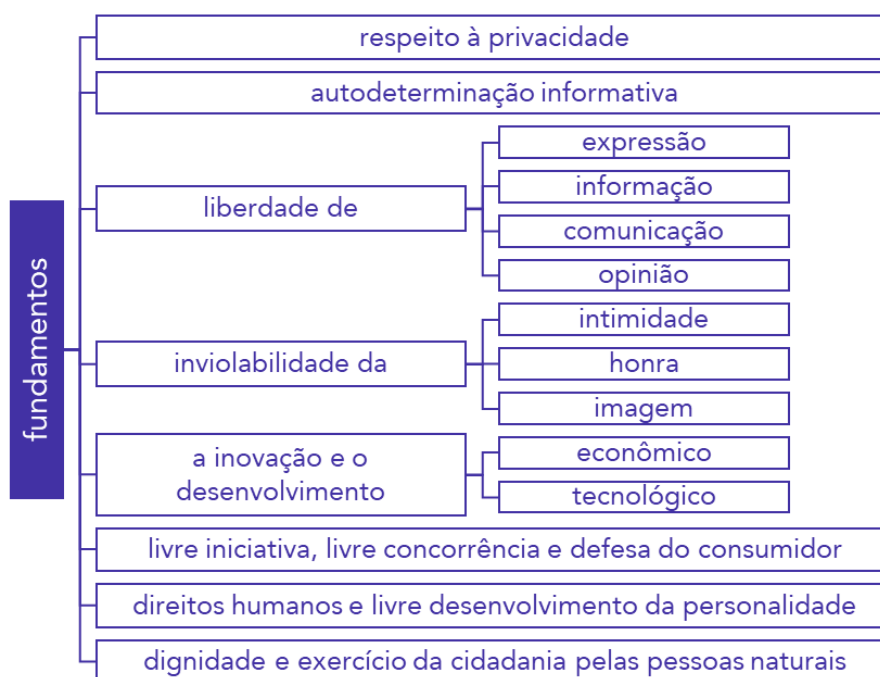 fundamentos
respeito à privacidade
autodeterminação informativa
liberdade de
expressão
informação
comunicação
opinião
inviolabilidade da
intimidade
honra
imagem
a inovação e o
desenvolvimento
econômico
tecnológico
livre iniciativa, livre concorrência e defesa do consumidor
direitos humanos e livre desenvolvimento da personalidade
dignidade e exercício da cidadania pelas pessoas naturais